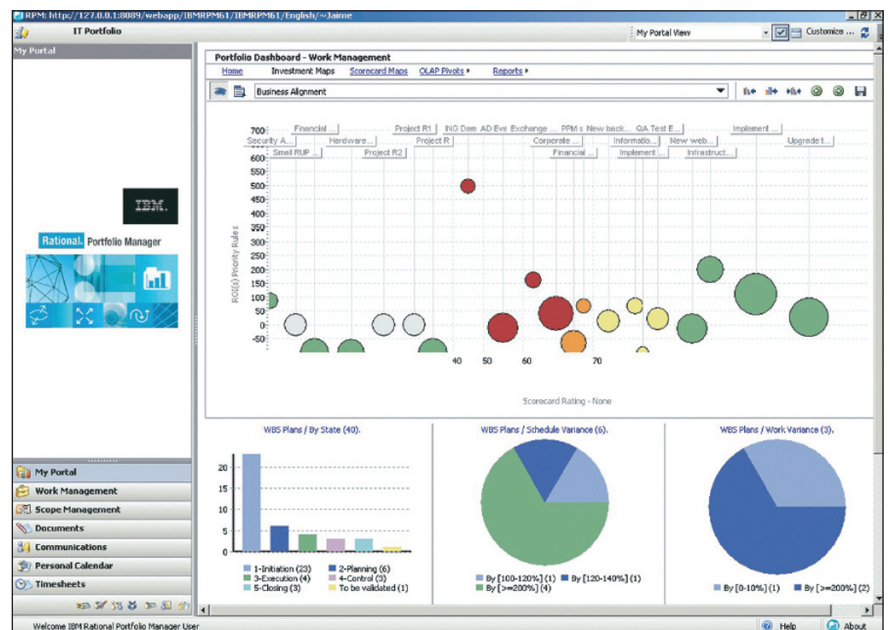 RPM: http://127.0.0.1:8089/webapp/IBMRPM61/IBMRPM61/English/~Jaime
IT Portfolio
My Portal View
Customize ...
My Portal
Portfolio Dashboard - Work Management
Home Investment Maps Scorecard Maps OLAP Pivots Reports
Business Alignment
Financial ... Project R1 ING Dem AD Eve Exchange ... PPM s New back... QA Test E... Implement ...
Security A... Hardware... Project R Corporate ... Informatio... New web... Upgrade f...
Small RUP ... Project R2 Financial ... Implement ... Infrastruct...
700
600
550
500
450
400
350
300
250
200
150
100
50
0
-50
ROI(s) Priority Rules
40 50 60 70
Scorecard Rating - None
IBM.
Rational. Portfolio Manager
WBS Plans / By State (40).
20
15
10
5
0
1-Initiation (23) 2-Planning (6)
3-Execution (4) 4-Control (3)
5-Closing (3) To be validated (1)
WBS Plans / Schedule Variance (6).
By [100-120%] (1) By [120-140%] (1)
By [>=200%] (4)
WBS Plans / Work Variance (3).
By [0-10%] (1) By [>=200%] (2)
My Portal
Work Management
Scope Management
Documents
Communications
Personal Calendar
Timesheets
Welcome IBM Rational Portfolio Manager User
Help About